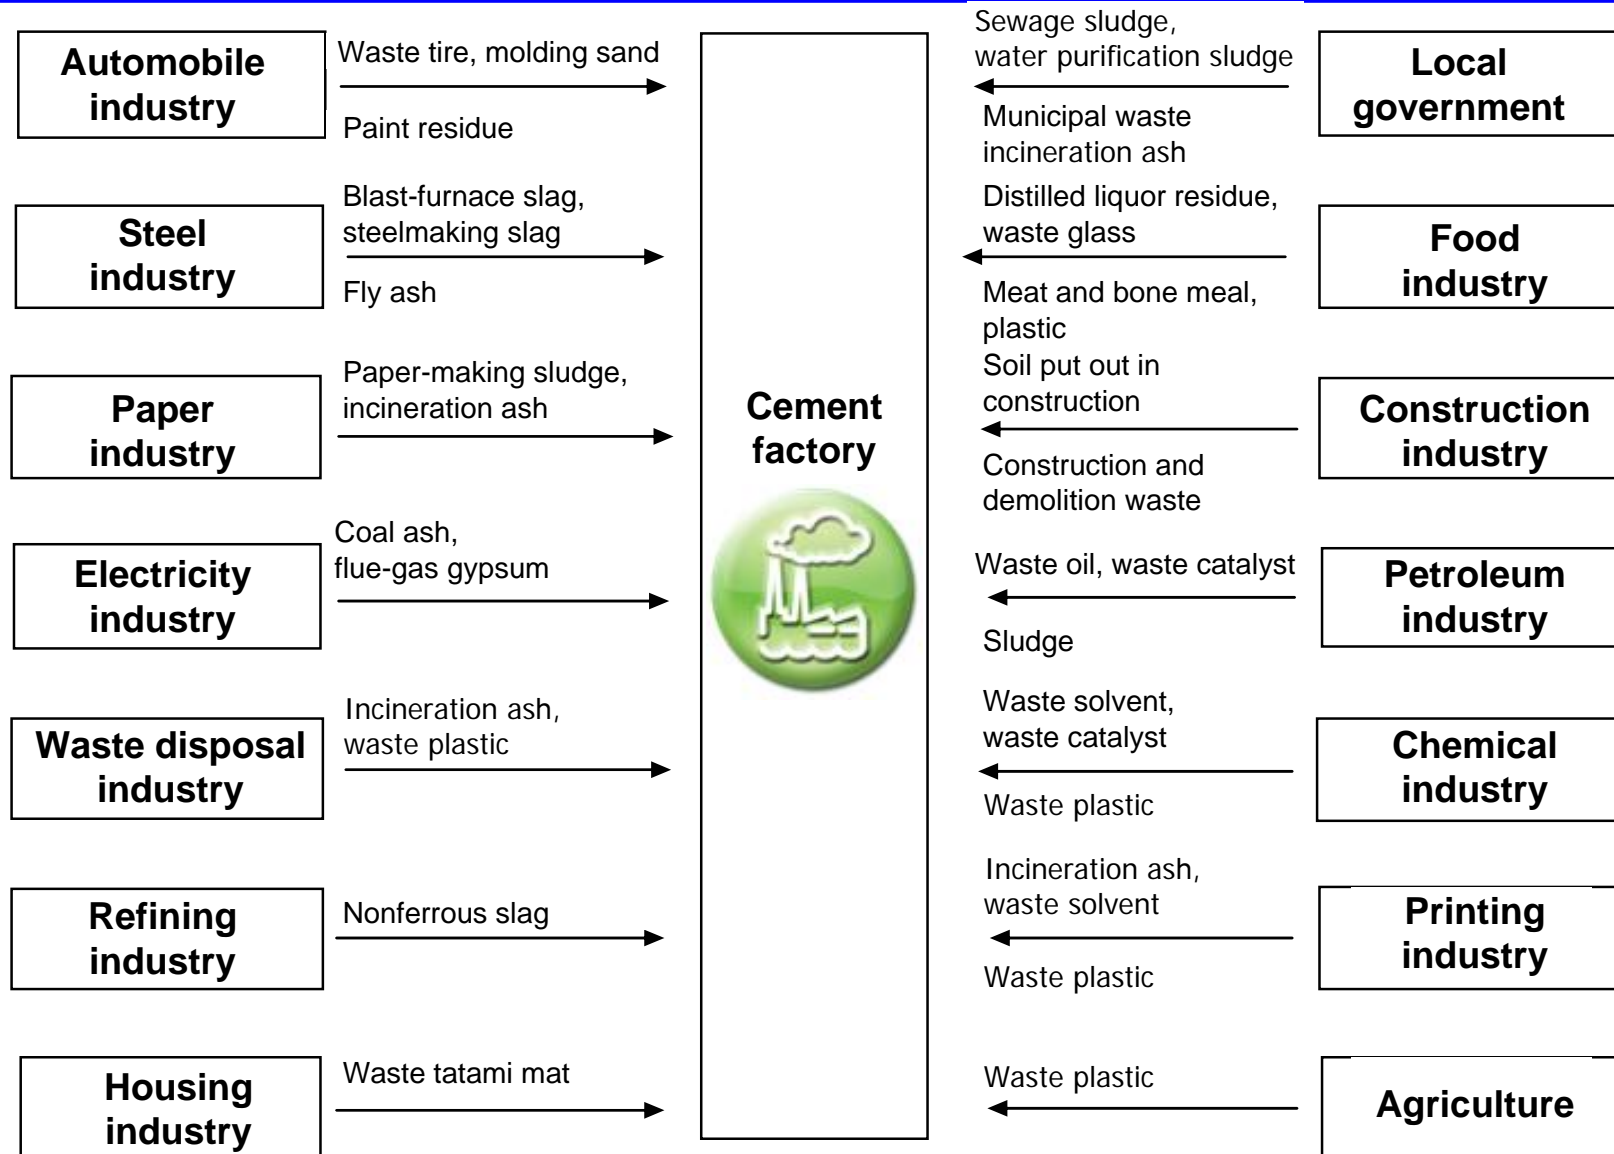 Automobile
industry
Waste tire, molding sand
Paint residue
Steel
industry
Blast-furnace slag,
steelmaking slag
Fly ash
Paper
industry
Paper-making sludge,
incineration ash
Electricity
industry
Coal ash,
flue-gas gypsum
Waste disposal
industry
Incineration ash,
waste plastic
Refining
industry
Nonferrous slag
Housing
industry
Waste tatami mat
Cement
factory
Sewage sludge,
water purification sludge
Municipal waste
incineration ash
Local
government
Distilled liquor residue,
waste glass
Meat and bone meal,
plastic
Food
industry
Soil put out in
construction
Construction and
demolition waste
Construction
industry
Waste oil, waste catalyst
Sludge
Petroleum
industry
Waste solvent,
waste catalyst
Waste plastic
Chemical
industry
Incineration ash,
waste solvent
Waste plastic
Printing
industry
Waste plastic
Agriculture